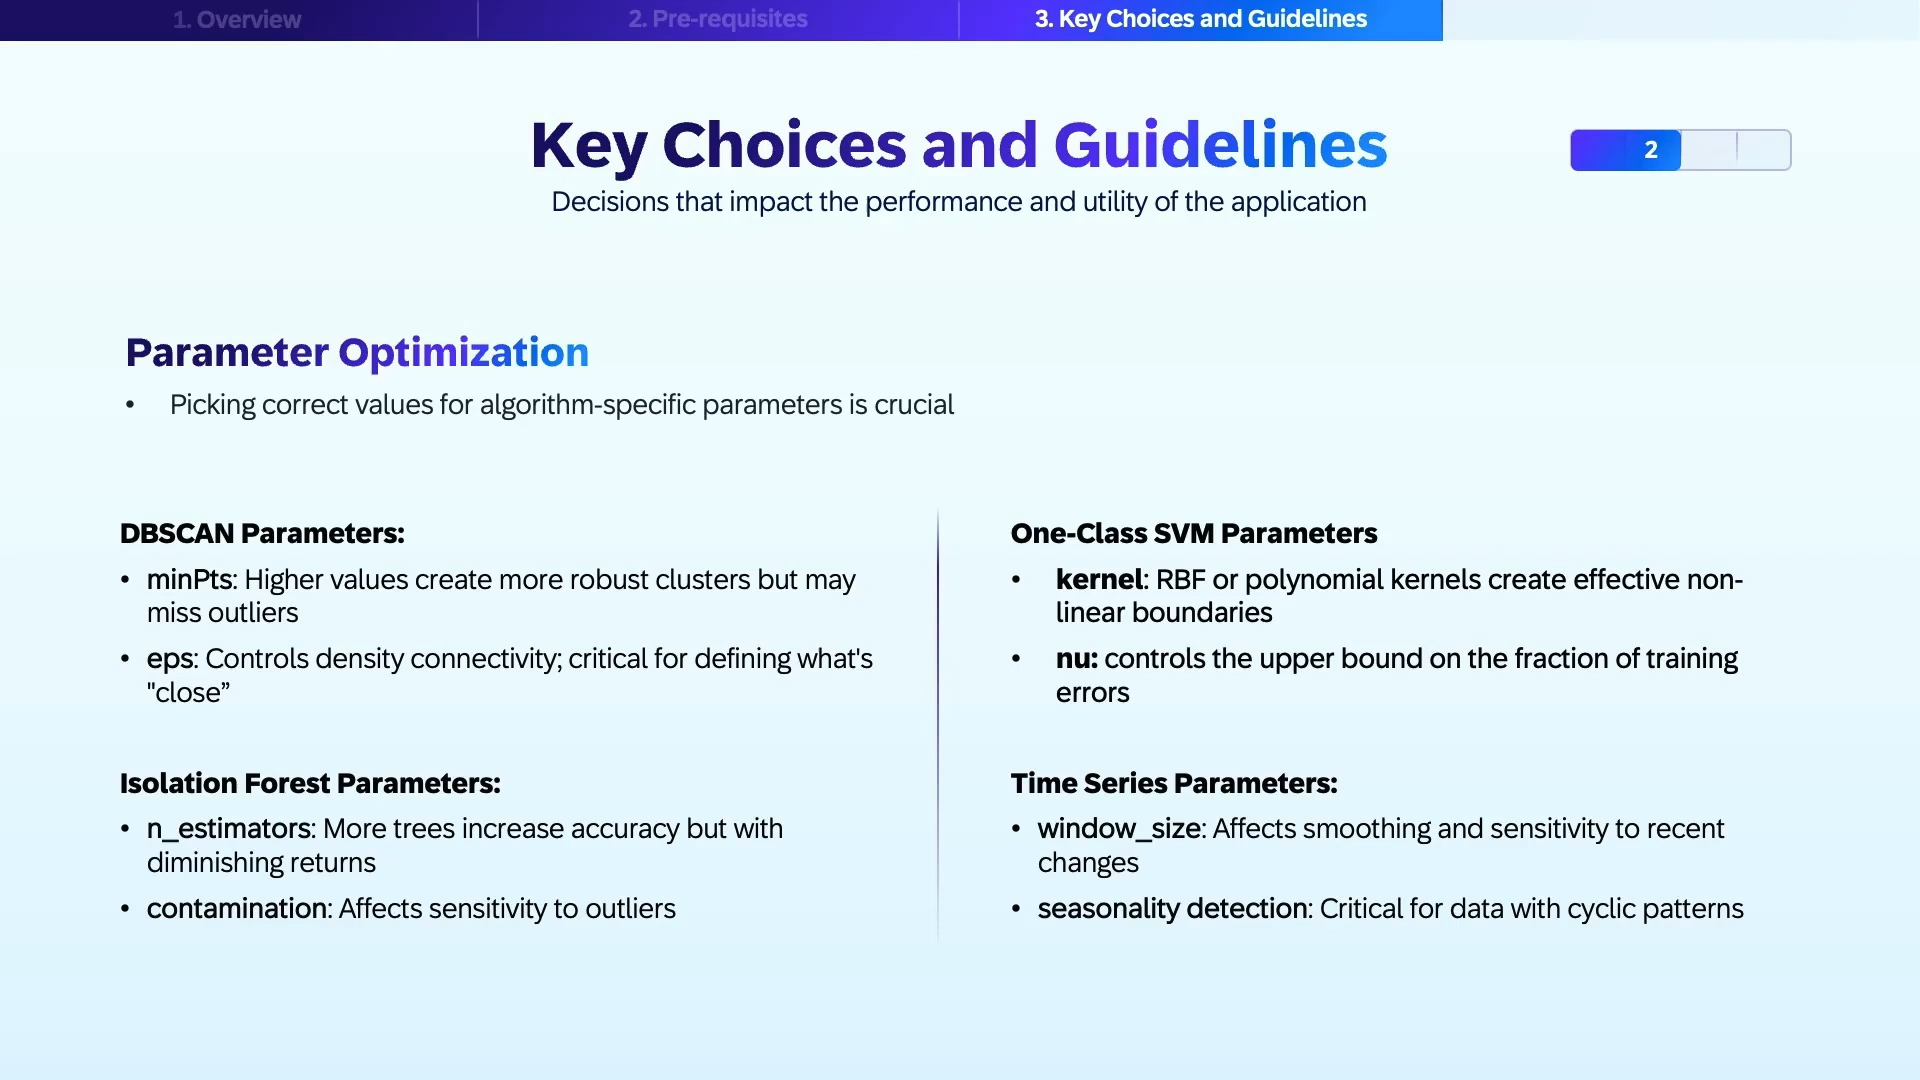 1. Overview
2. Pre-requisites
3. Key Choices and Guidelines
Key Choices and Guidelines
2
Decisions that impact the performance and utility of the application
Parameter Optimization
• Picking correct values for algorithm-specific parameters is crucial
DBSCAN Parameters:
• minPts: Higher values create more robust clusters but may
miss outliers
• eps: Controls density connectivity; critical for defining what's
"close”
Isolation Forest Parameters:
• n_estimators: More trees increase accuracy but with
diminishing returns
• contamination: Affects sensitivity to outliers
One-Class SVM Parameters
• kernel: RBF or polynomial kernels create effective non-
linear boundaries
• nu: controls the upper bound on the fraction of training
errors
Time Series Parameters:
• window_size: Affects smoothing and sensitivity to recent
changes
• seasonality detection: Critical for data with cyclic patterns